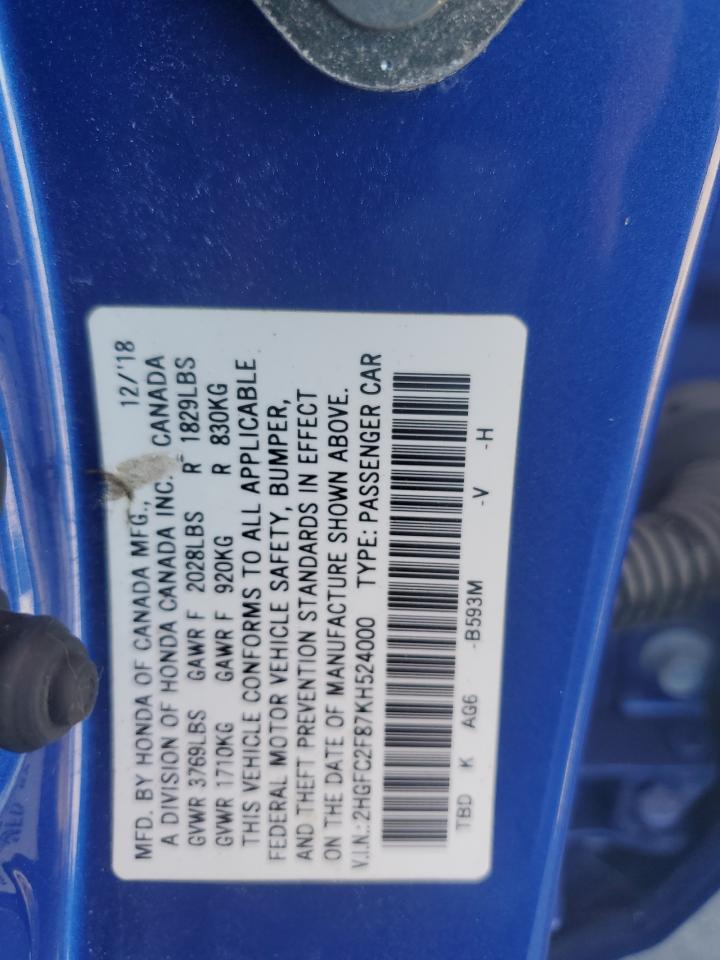 MFD. BY HONDA OF CANADA MFG., 12/'18
A DIVISION OF HONDA CANADA INC. CANADA
GVWR 3769LBS GAWR F 2028LBS R 1829LBS
GVWR 1710KG GAWR F 920KG R 830KG
THIS VEHICLE CONFORMS TO ALL APPLICABLE
FEDERAL MOTOR VEHICLE SAFETY, BUMPER,
AND THEFT PREVENTION STANDARDS IN EFFECT
ON THE DATE OF MANUFACTURE SHOWN ABOVE.
V.I.N.:2HGFC2F87KH524000 TYPE: PASSENGER CAR
TBD K AG6 -B593M -V -H